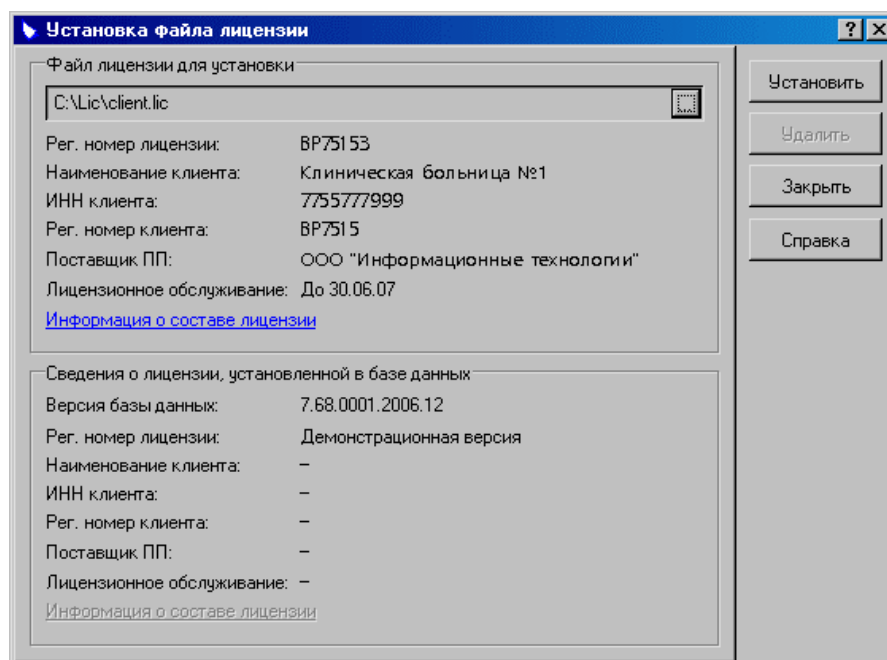 Установка файла лицензии
Файл лицензии для установки
C:\Lic\client.lic
...
Рег. номер лицензии: BP75153
Наименование клиента: Клиническая больница №1
ИНН клиента: 7755777999
Рег. номер клиента: BP7515
Поставщик ПП: ООО "Информационные технологии"
Лицензионное обслуживание: До 30.06.07
Информация о составе лицензии
Сведения о лицензии, установленной в базе данных
Версия базы данных: 7.68.0001.2006.12
Рег. номер лицензии: Демонстрационная версия
Наименование клиента: –
ИНН клиента: –
Рег. номер клиента: –
Поставщик ПП: –
Лицензионное обслуживание: –
Информация о составе лицензии
Установить
Удалить
Закрыть
Справка